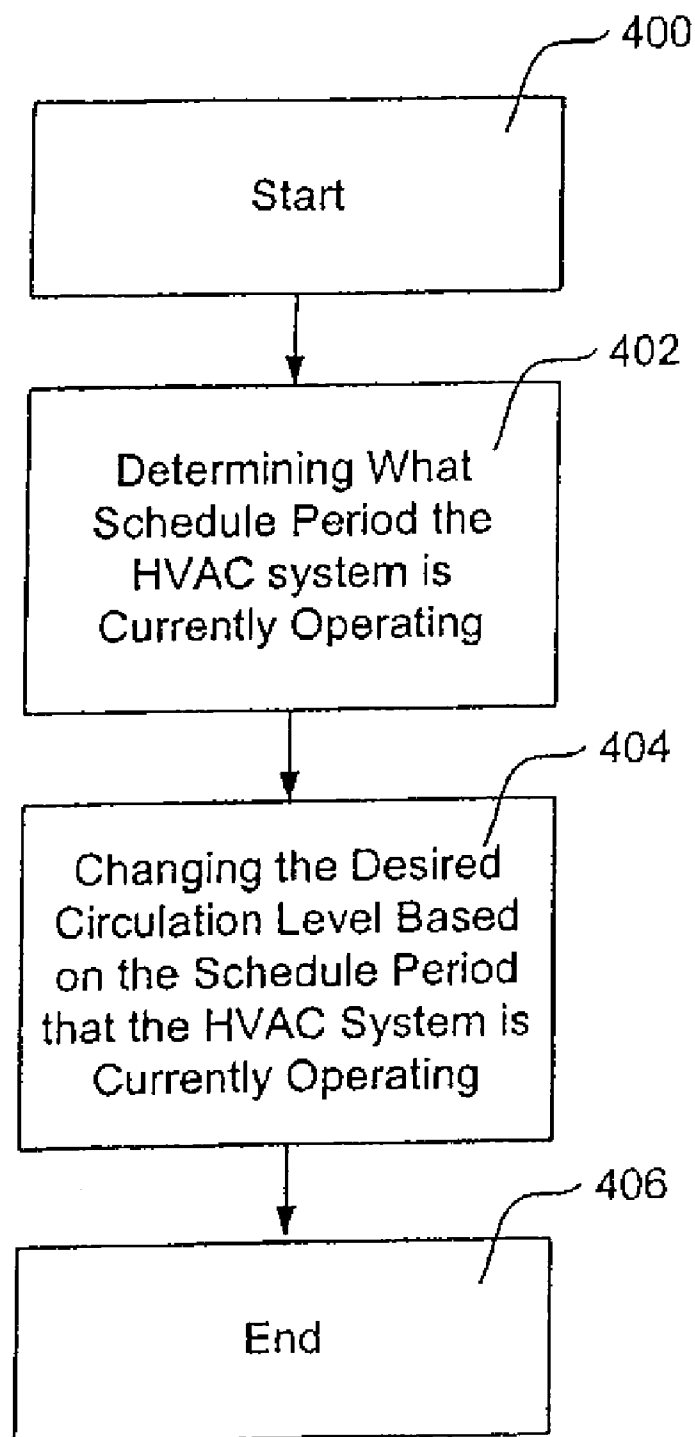 400
Start
402
Determining What
Schedule Period the
HVAC system is
Currently Operating
404
Changing the Desired
Circulation Level Based
on the Schedule Period
that the HVAC System is
Currently Operating
406
End